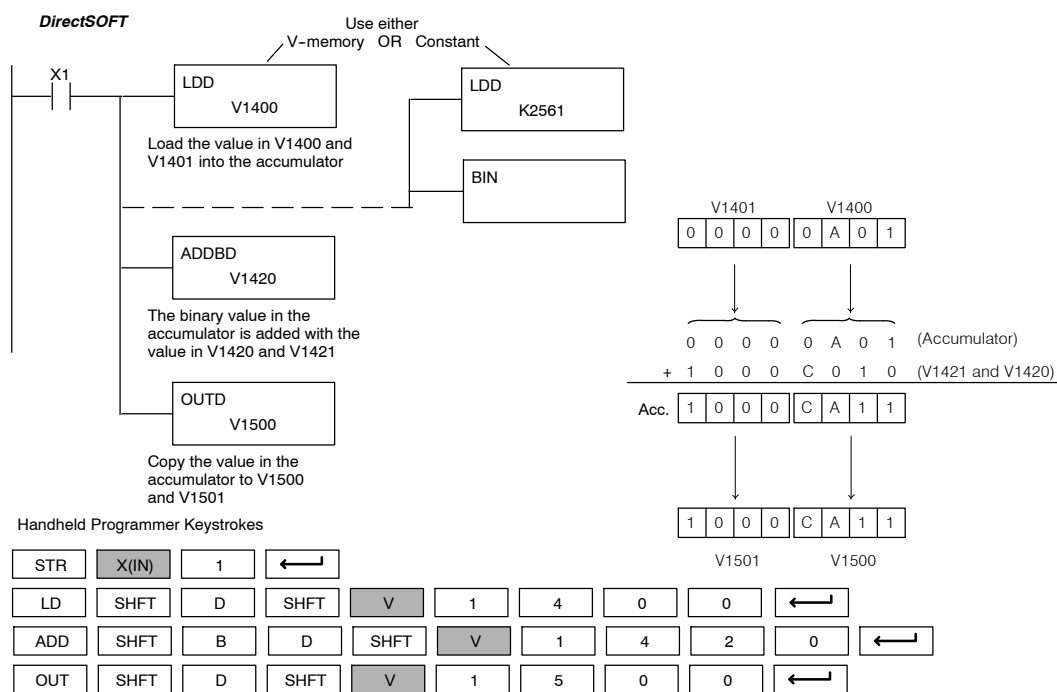 DirectSOFT
Use either
V-memory OR Constant
X1
LDD
V1400
Load the value in V1400 and
V1401 into the accumulator
LDD
K2561
BIN
ADDBD
V1420
The binary value in the
accumulator is added with the
value in V1420 and V1421
OUTD
V1500
Copy the value in the
accumulator to V1500
and V1501
V1401 V1400
0 0 0 0 0 A 0 1
0 0 0 0 0 A 0 1 (Accumulator)
+ 1 0 0 0 C 0 1 0 (V1421 and V1420)
Acc. 1 0 0 0 C A 1 1
1 0 0 0 C A 1 1
V1501 V1500
Handheld Programmer Keystrokes
STR X(IN) 1
LD SHFT D SHFT V 1 4 0 0
ADD SHFT B D SHFT V 1 4 2 0
OUT SHFT D SHFT V 1 5 0 0